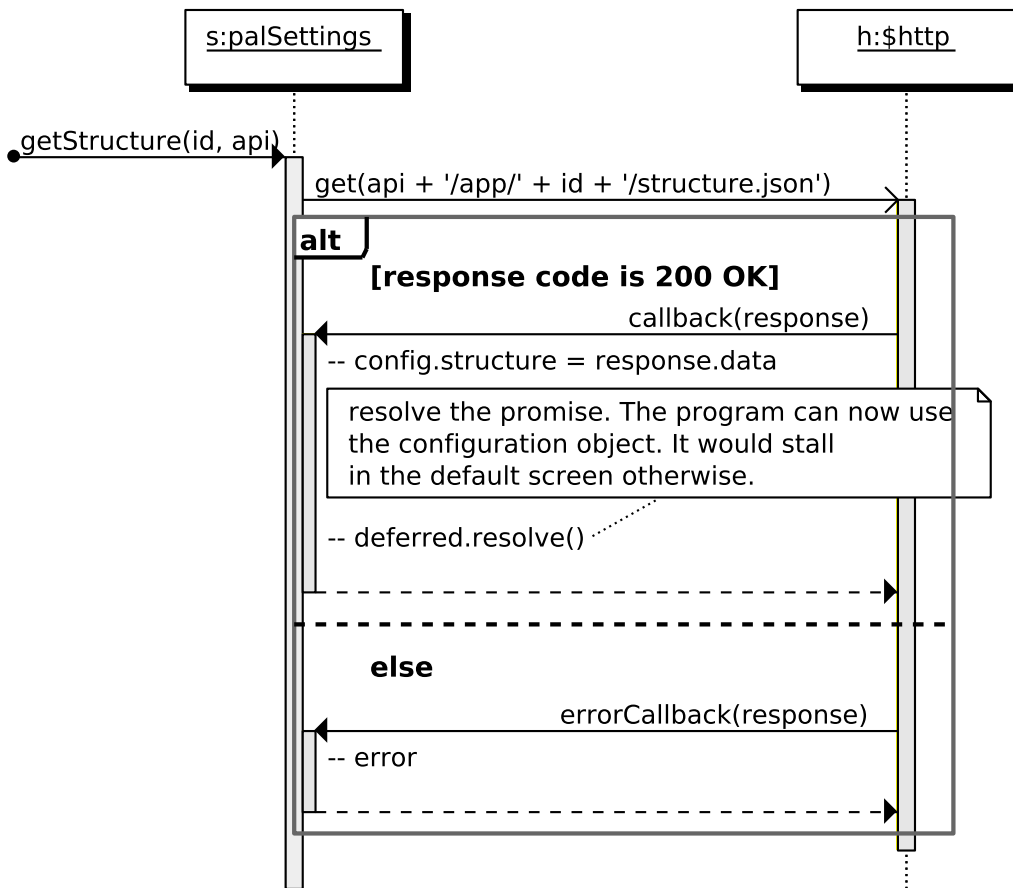 s:palSettings
h:$http
getStructure(id, api)
get(api + '/app/' + id + '/structure.json')
alt
[response code is 200 OK]
callback(response)
-- config.structure = response.data
resolve the promise. The program can now use
the configuration object. It would stall
in the default screen otherwise.
-- deferred.resolve()
else
errorCallback(response)
-- error